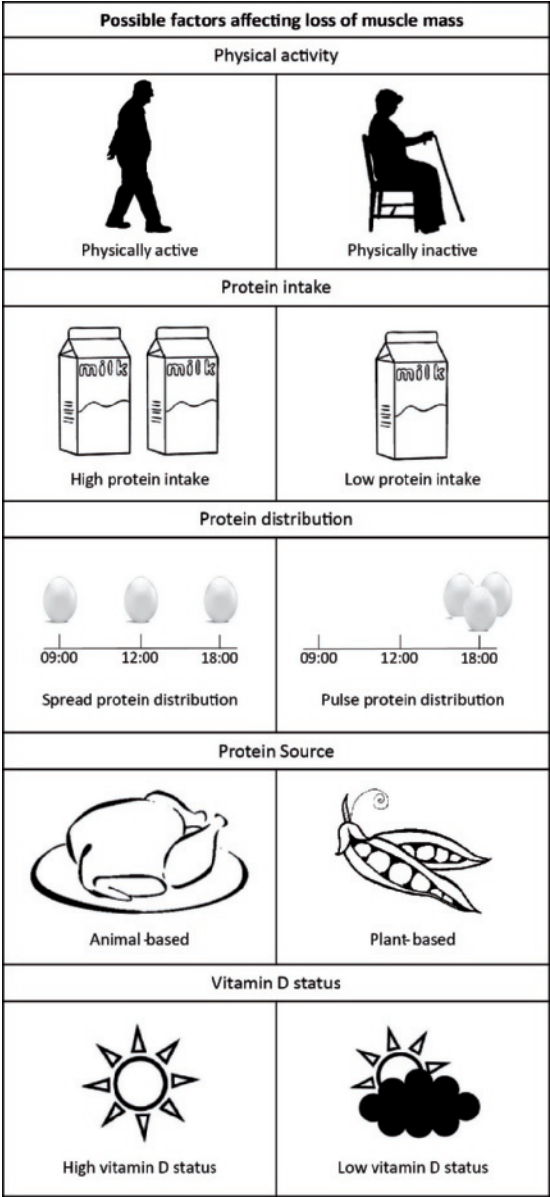 Possible factors affecting loss of muscle mass
Physical activity
Physically active
Physically inactive
Protein intake
milk
milk
milk
High protein intake
Low protein intake
Protein distribution
09:00 12:00 18:00
09:00 12:00 18:00
Spread protein distribution
Pulse protein distribution
Protein Source
Animal-based
Plant-based
Vitamin D status
High vitamin D status
Low vitamin D status